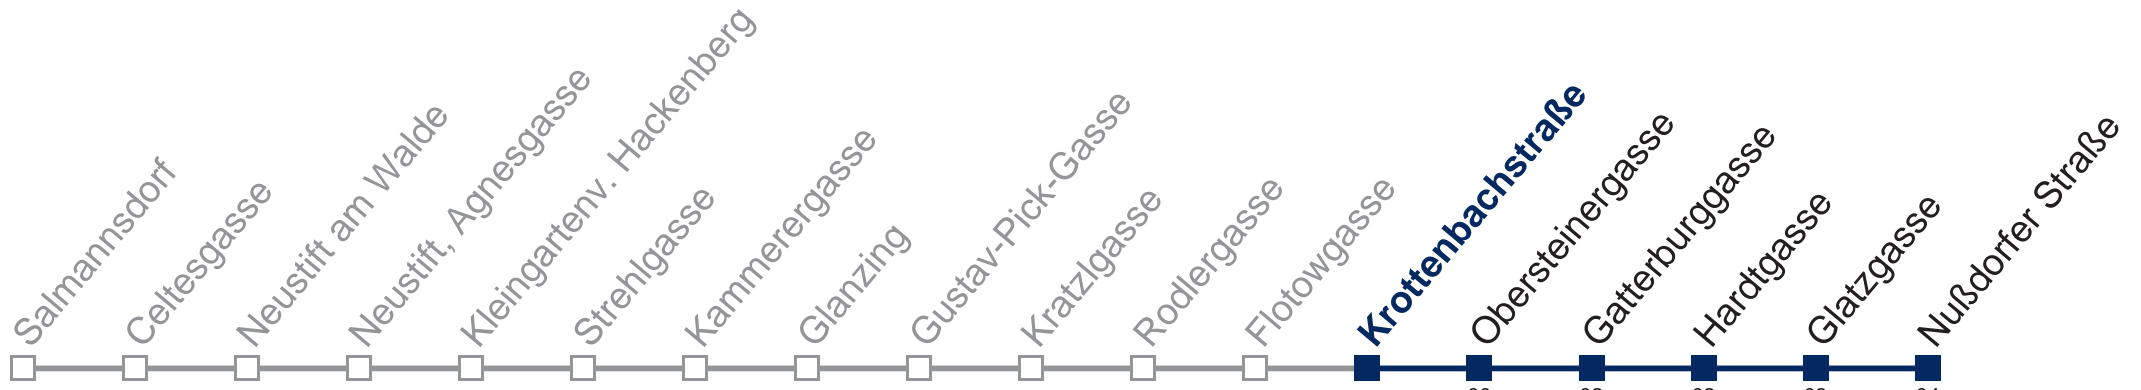 Salmannsdorf
Celtesgasse
Neustift am Walde
Neustift, Agnesgasse
Kleingartenv. Hackenberg
Strehlgasse
Kammerergasse
Glanzing
Gustav-Pick-Gasse
Kratzlgasse
Rodlergasse
Flotowgasse
Krottenbachstraße
Obersteinergasse
Gatterburggasse
Hardtgasse
Glatzgasse
Nußdorfer Straße